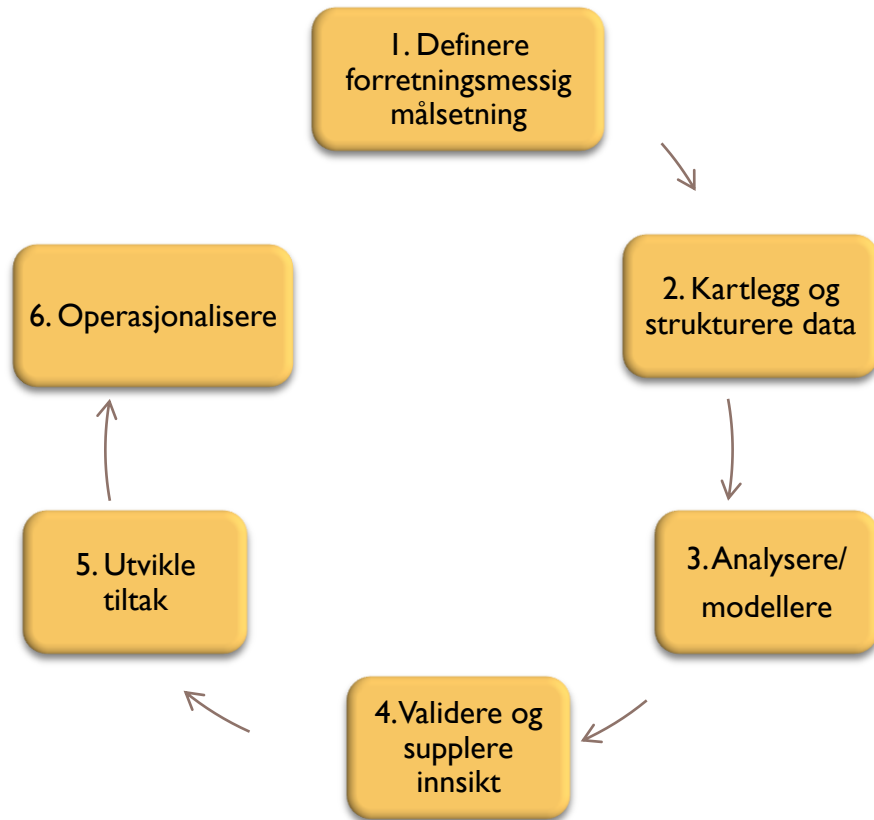 1. Definere
forretningsmessig
målsetning
2. Kartlegg og
strukturere data
3. Analysere/
modellere
4. Validere og
supplere
innsikt
5. Utvikle
tiltak
6. Operasjonalisere